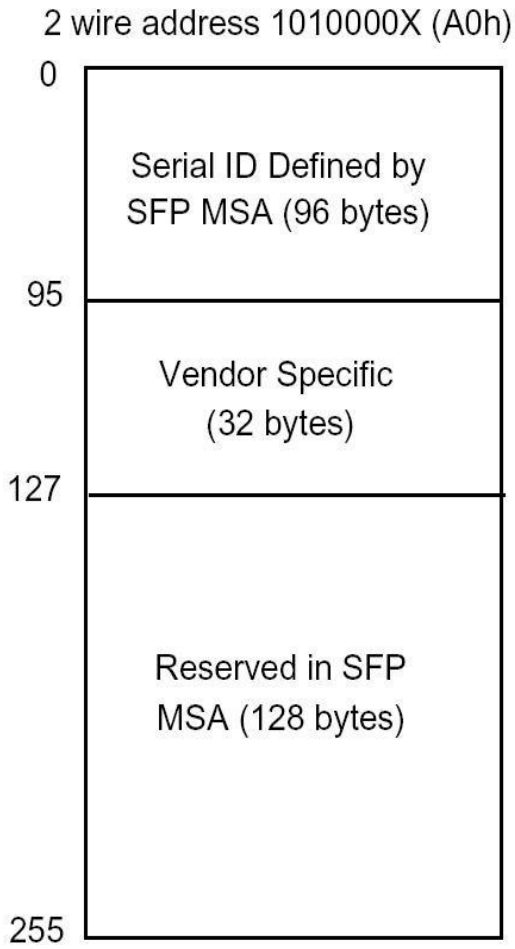 2 wire address 1010000X (A0h)
0
Serial ID Defined by
SFP MSA (96 bytes)
95
Vendor Specific
(32 bytes)
127
Reserved in SFP
MSA (128 bytes)
255